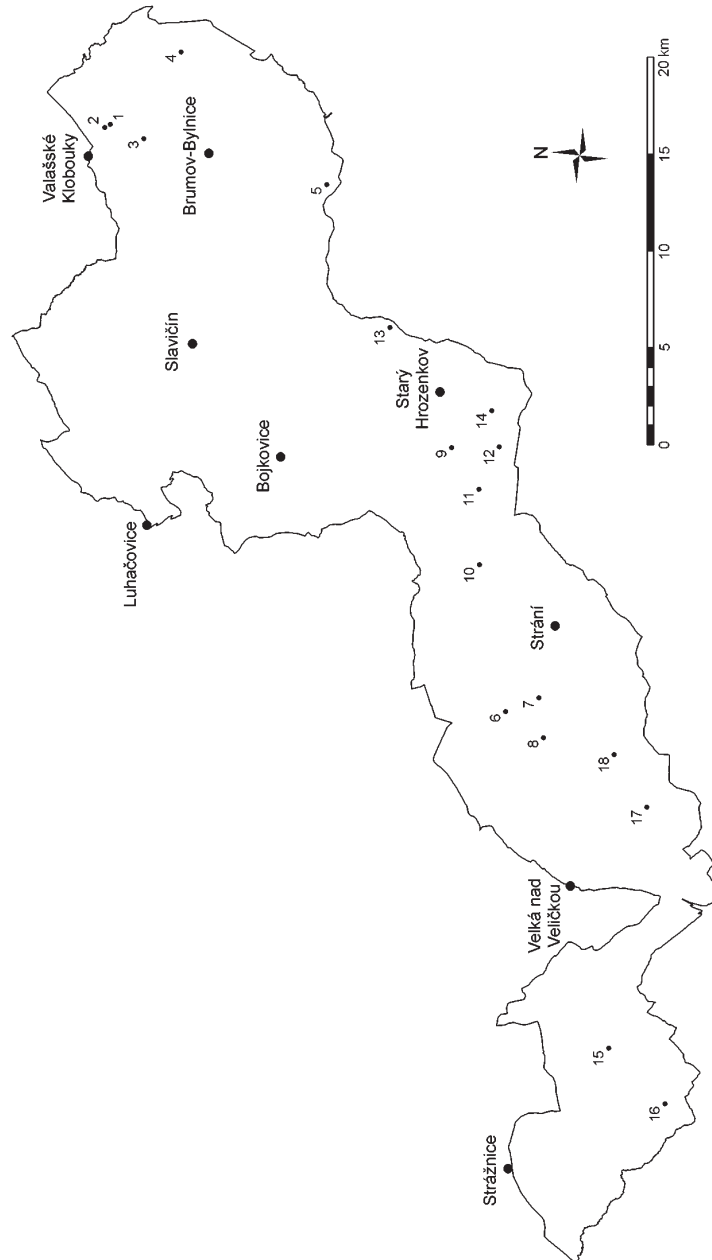 Valašské
Klobouky
2
1
3
4
Brumov-Bylnice
5
Slavičín
Luhačovice
Bojkovice
13
Starý
Hrozenkov
14
9
12
11
10
Strání
6
7
8
18
17
Velká nad
Veličkou
15
16
Strážnice
N
0
5
10
15
20 km